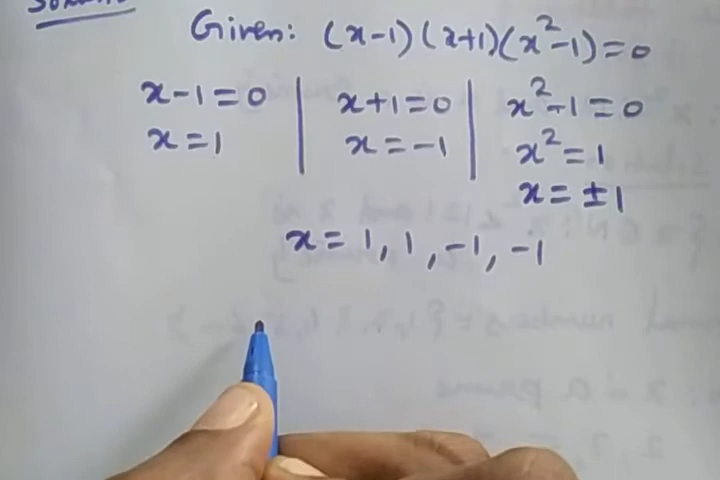 Given: (x-1)(x+1)(x²-1)=0
x-1=0 | x+1=0 | x²-1=0
x=1 | x=-1 | x²=1
x=±1
x=1, 1, -1, -1